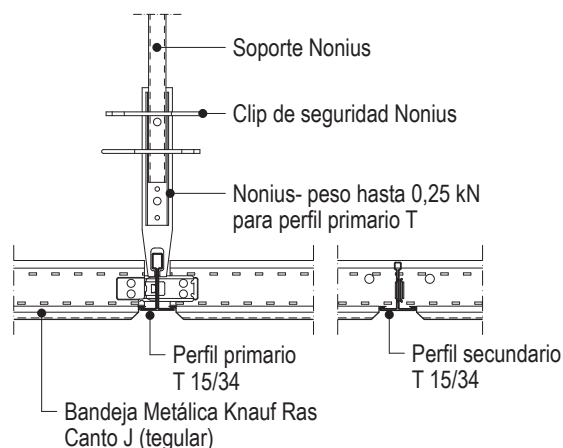 Soporte Nonius
Clip de seguridad Nonius
Nonius- peso hasta 0,25 kN
para perfil primario T
Perfil primario
T 15/34
Perfil secundario
T 15/34
Bandeja Metálica Knauf Ras
Canto J (tegular)